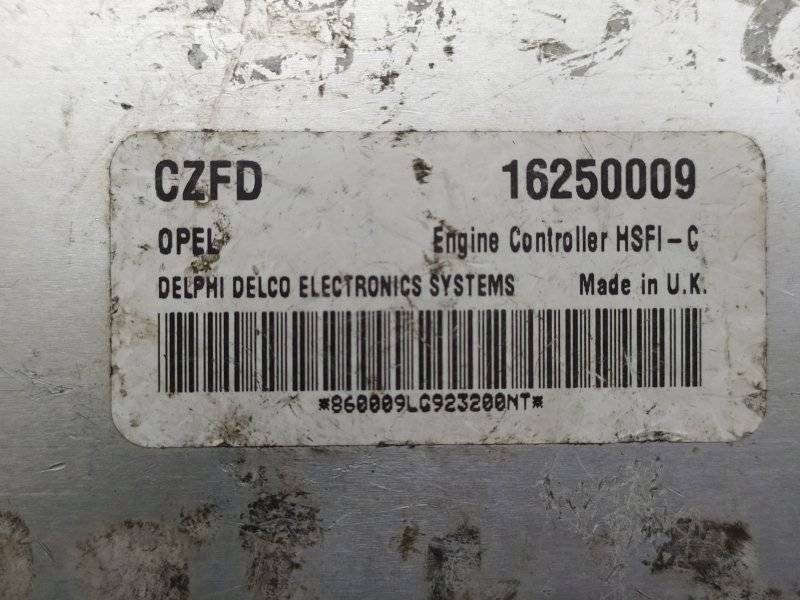 CZFD 16250009
OPEL Engine Controller HSFI-C
DELPHI DELCO ELECTRONICS SYSTEMS Made in U.K.
*860009LG923200NT*